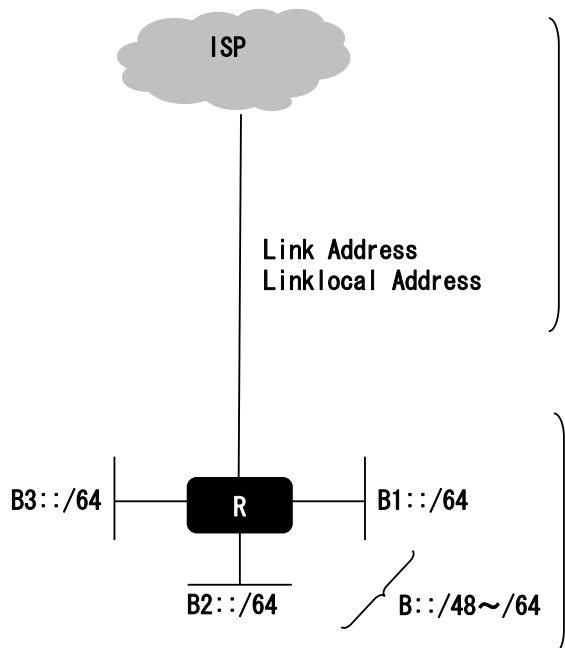 ISP
Link Address
Linklocal Address
B3::/64
R
B1::/64
B2::/64
B::/48～/64